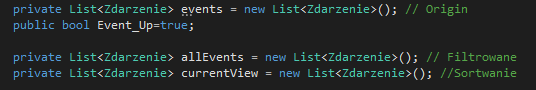 private List<Zdarzenie> events = new List<Zdarzenie>(); // Origin
public bool Event_Up=true;
private List<Zdarzenie> allEvents = new List<Zdarzenie>(); // Filtrowane
private List<Zdarzenie> currentView = new List<Zdarzenie>(); //Sortwanie